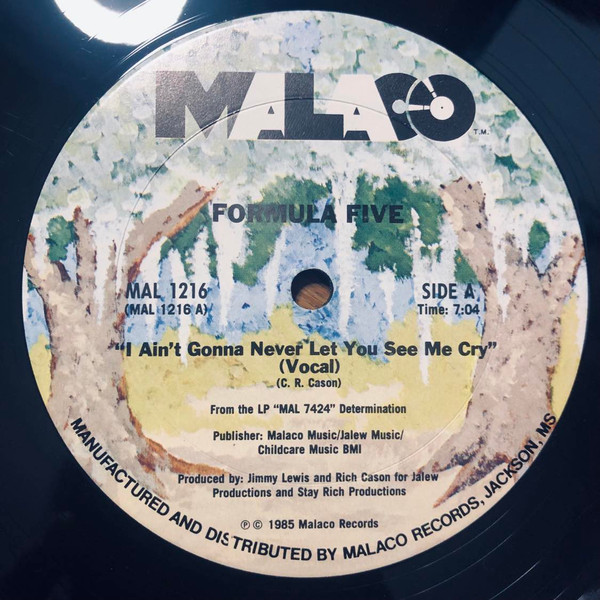 MALACO
T.M.
FORMULA FIVE
MAL 1216
(MAL 1216 A)
SIDE A
Time: 7:04
"I Ain't Gonna Never Let You See Me Cry"
(Vocal)
(C. R. Cason)
From the LP "MAL 7424" Determination
Publisher: Malaco Music/Jalew Music/
Childcare Music BMI
Produced by: Jimmy Lewis and Rich Cason for Jalew
Productions and Stay Rich Productions
℗ © 1985 Malaco Records
MANUFACTURED AND DISTRIBUTED BY MALACO RECORDS, JACKSON, MS